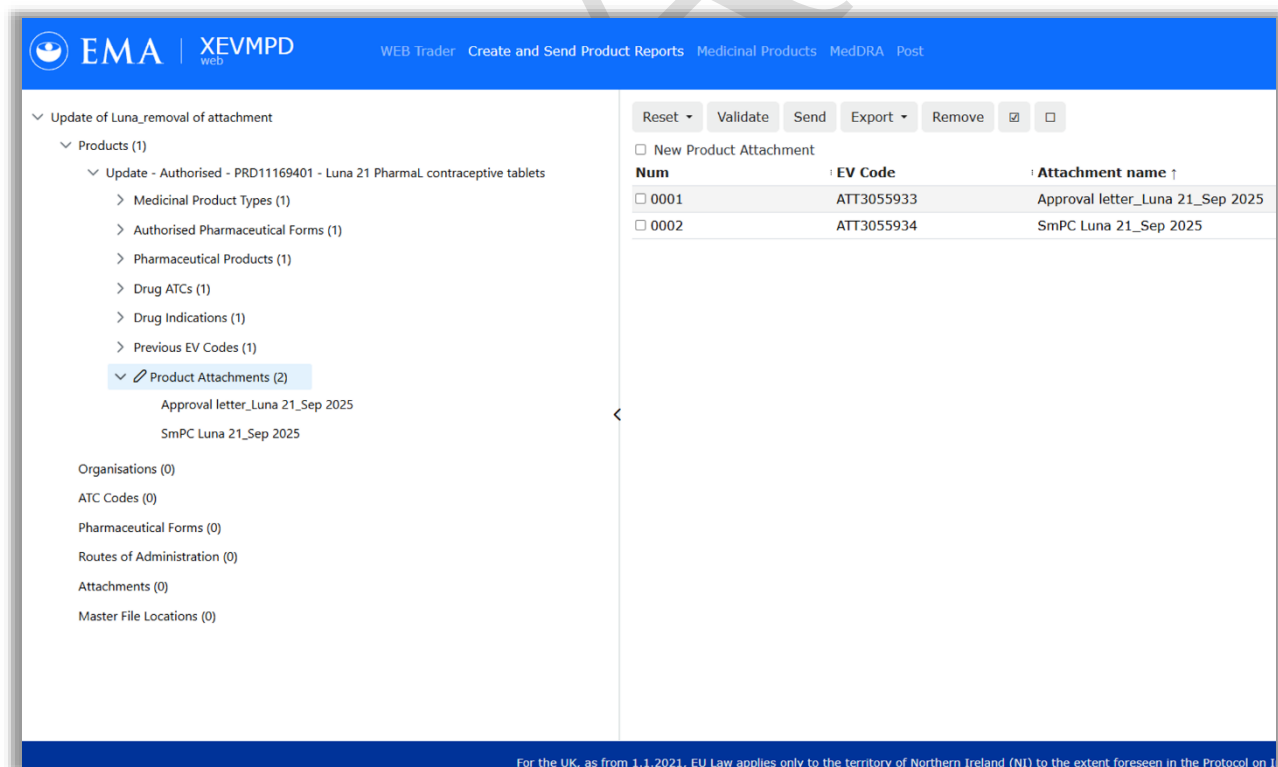 EMA | XEVMPD web
WEB Trader Create and Send Product Reports Medicinal Products MedDRA Post
Update of Luna_removal of attachment
Products (1)
Update - Authorised - PRD11169401 - Luna 21 PharmaL contraceptive tablets
Medicinal Product Types (1)
Authorised Pharmaceutical Forms (1)
Pharmaceutical Products (1)
Drug ATCs (1)
Drug Indications (1)
Previous EV Codes (1)
Product Attachments (2)
Approval letter_Luna 21_Sep 2025
SmPC Luna 21_Sep 2025
Organisations (0)
ATC Codes (0)
Pharmaceutical Forms (0)
Routes of Administration (0)
Attachments (0)
Master File Locations (0)
Reset Validate Send Export Remove
New Product Attachment
Num EV Code Attachment name ↑
0001 ATT3055933 Approval letter_Luna 21_Sep 2025
0002 ATT3055934 SmPC Luna 21_Sep 2025
For the UK, as from 1.1.2021, EU Law applies only to the territory of Northern Ireland (NI) to the extent foreseen in the Protocol on